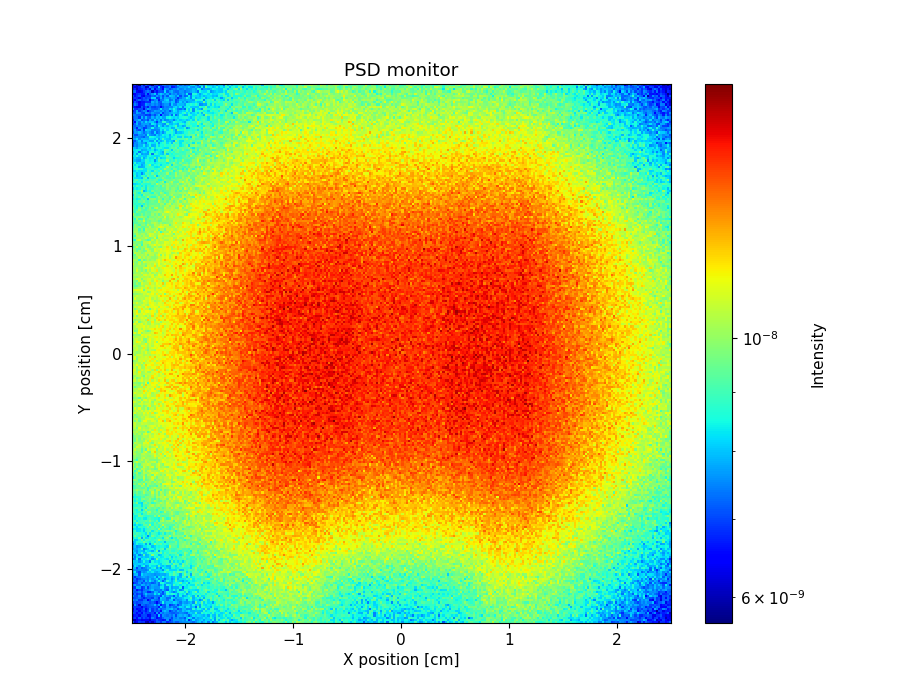 PSD monitor
2
1
0
−1
−2
Y  position [cm]
−2
−1
0
1
2
X position [cm]
10⁻⁸
6 × 10⁻⁹
Intensity